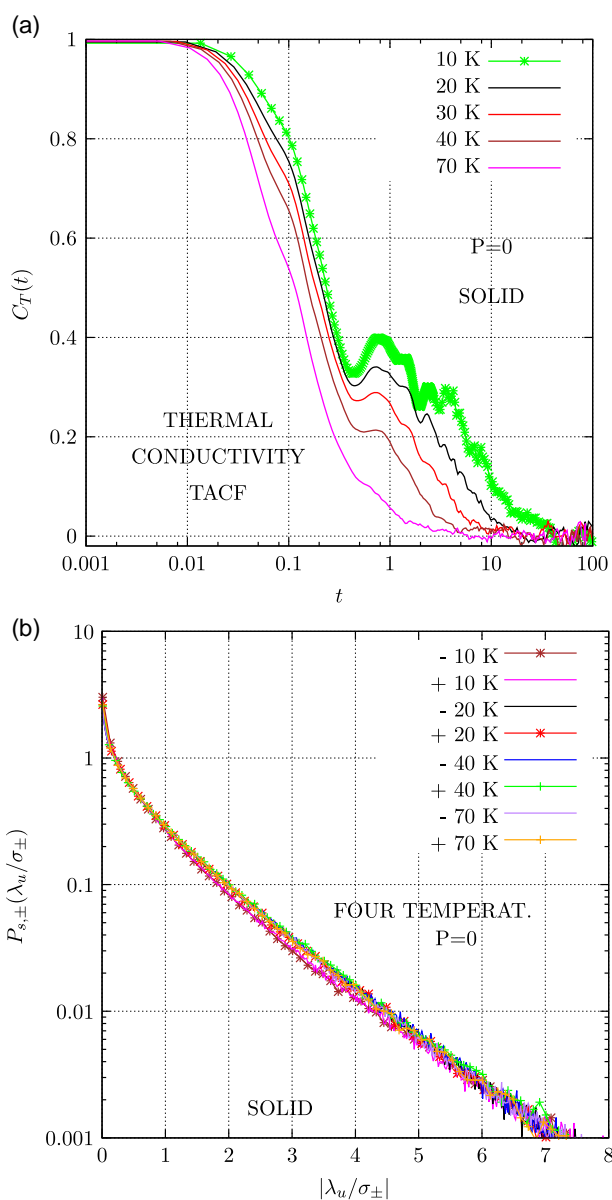 (a)
1
0.8
0.6
0.4
0.2
0
C_T(t)
10 K
20 K
30 K
40 K
70 K
P=0
SOLID
THERMAL
CONDUCTIVITY
TACF
0.001 0.01 0.1 1 10 100
t
(b)
10
1
0.1
0.01
0.001
P_{s,±}(λ_u/σ_±)
- 10 K
+ 10 K
- 20 K
+ 20 K
- 40 K
+ 40 K
- 70 K
+ 70 K
FOUR TEMPERAT.
P=0
SOLID
0 1 2 3 4 5 6 7 8
|λ_u/σ_±|